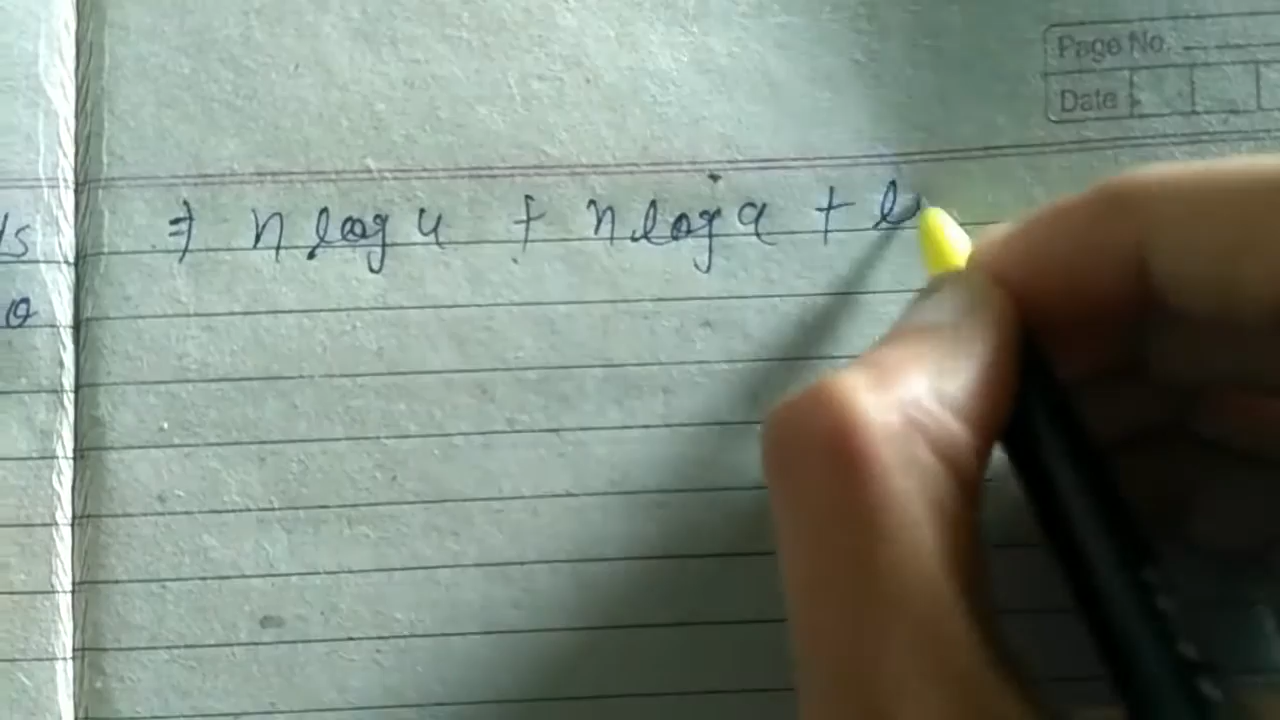 Page No.
Date
⇒ n log 4 + n log a + l
θ